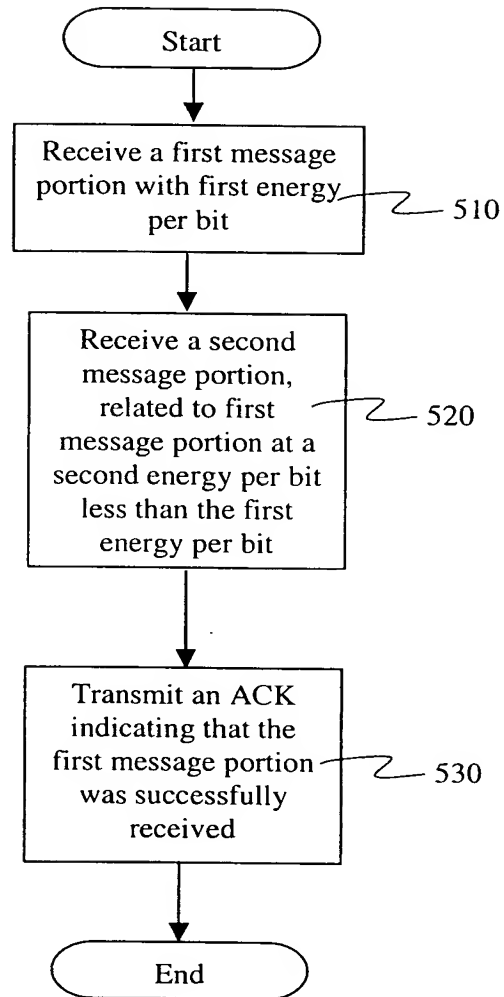 Start
Receive a first message
portion with first energy
per bit
510
Receive a second
message portion,
related to first
message portion at a
second energy per bit
less than the first
energy per bit
520
Transmit an ACK
indicating that the
first message portion
was successfully
received
530
End